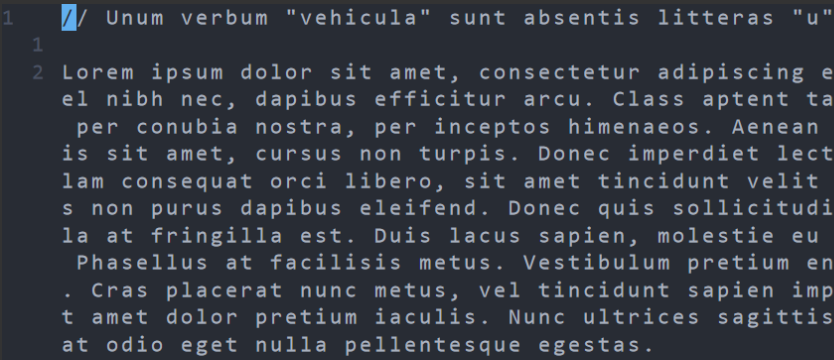 1 // Unum verbum "vehicula" sunt absentis litteras "u"
1
2 Lorem ipsum dolor sit amet, consectetur adipiscing e
el nibh nec, dapibus efficitur arcu. Class aptent ta
per conubia nostra, per inceptos himenaeos. Aenean
is sit amet, cursus non turpis. Donec imperdiet lect
lam consequat orci libero, sit amet tincidunt velit
s non purus dapibus eleifend. Donec quis sollicitudi
la at fringilla est. Duis lacus sapien, molestie eu
Phasellus at facilisis metus. Vestibulum pretium en
. Cras placerat nunc metus, vel tincidunt sapien imp
t amet dolor pretium iaculis. Nunc ultrices sagittis
at odio eget nulla pellentesque egestas.